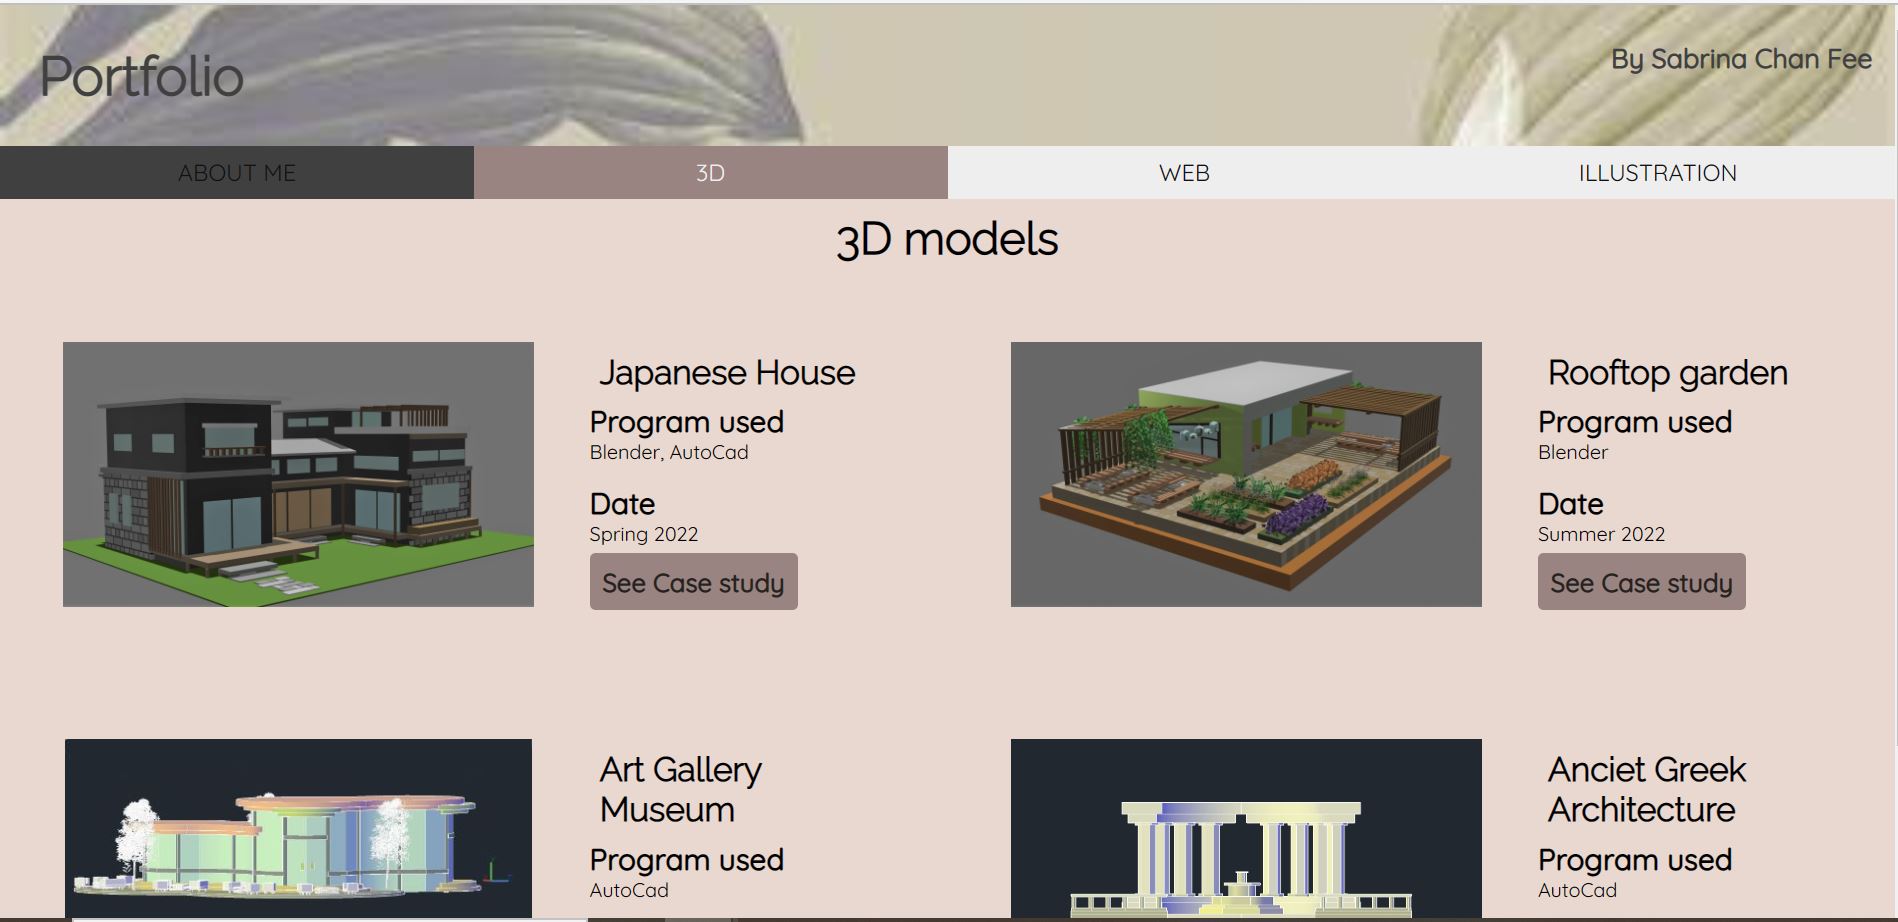 Portfolio
By Sabrina Chan Fee
ABOUT ME
3D
WEB
ILLUSTRATION
3D models
Japanese House
Program used
Blender, AutoCad
Date
Spring 2022
See Case study
Rooftop garden
Program used
Blender
Date
Summer 2022
See Case study
Art Gallery
Museum
Program used
AutoCad
Anciet Greek
Architecture
Program used
AutoCad